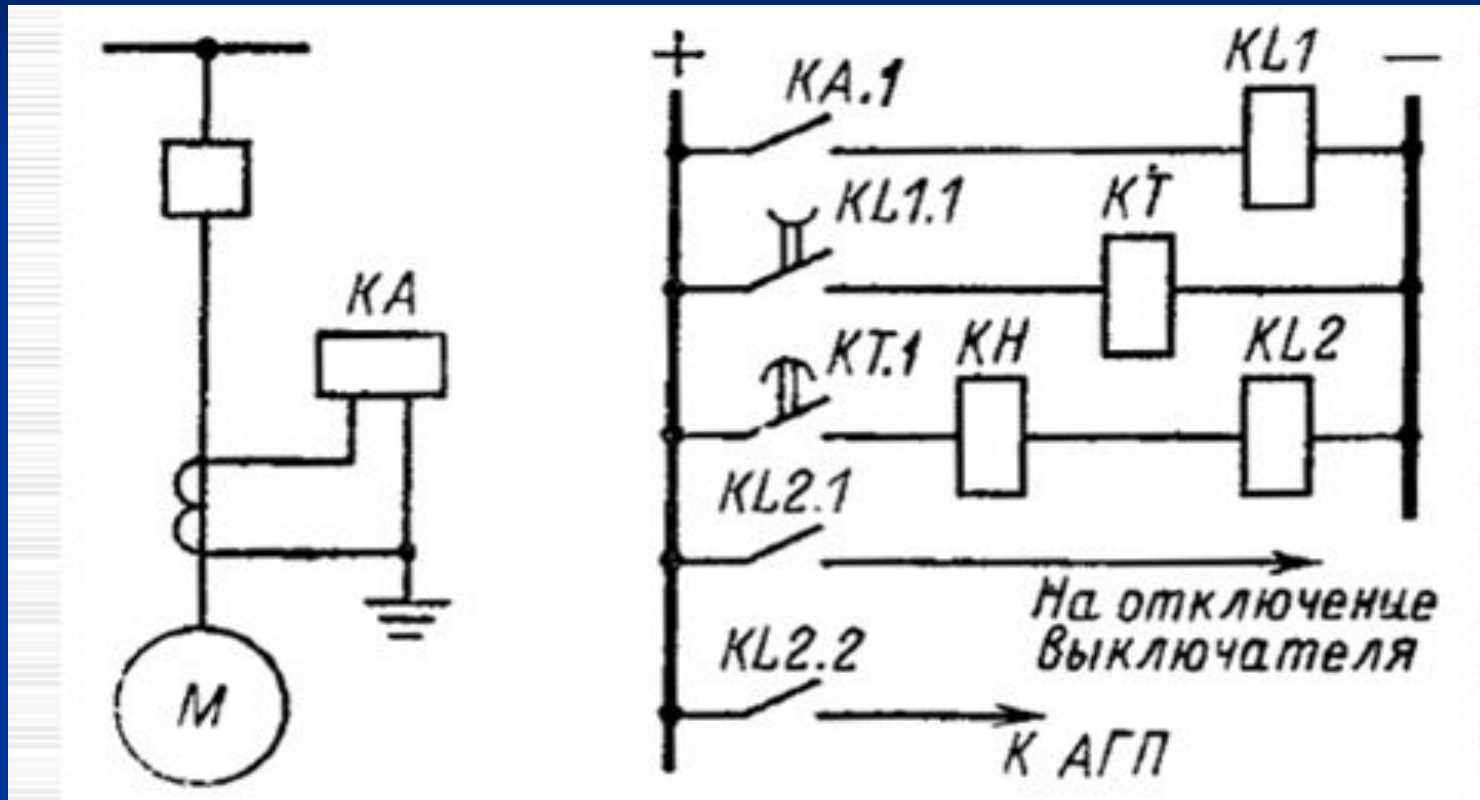 +
KL1
—
KA.1
KL1.1
KT
KA
KT.1
KH
KL2
KL2.1
На отключение
выключателя
KL2.2
М
К АГП